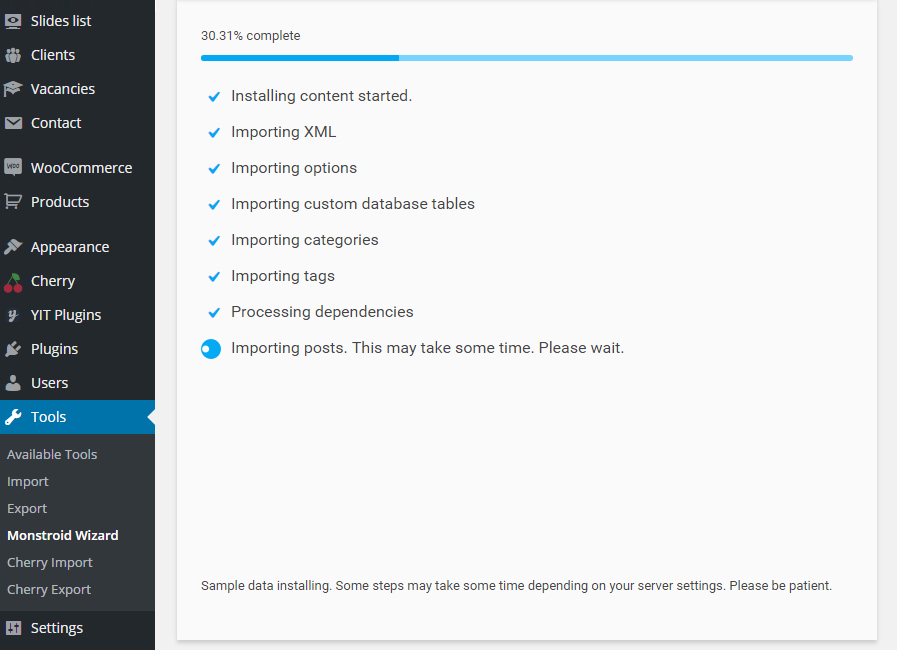 Slides list
Clients
Vacancies
Contact
WOO
WooCommerce
Products
Appearance
Cherry
YIT Plugins
Plugins
Users
Tools
Available Tools
Import
Export
Monstroid Wizard
Cherry Import
Cherry Export
Settings
30.31% complete
Installing content started.
Importing XML
Importing options
Importing custom database tables
Importing categories
Importing tags
Processing dependencies
Importing posts. This may take some time. Please wait.
Sample data installing. Some steps may take some time depending on your server settings. Please be patient.